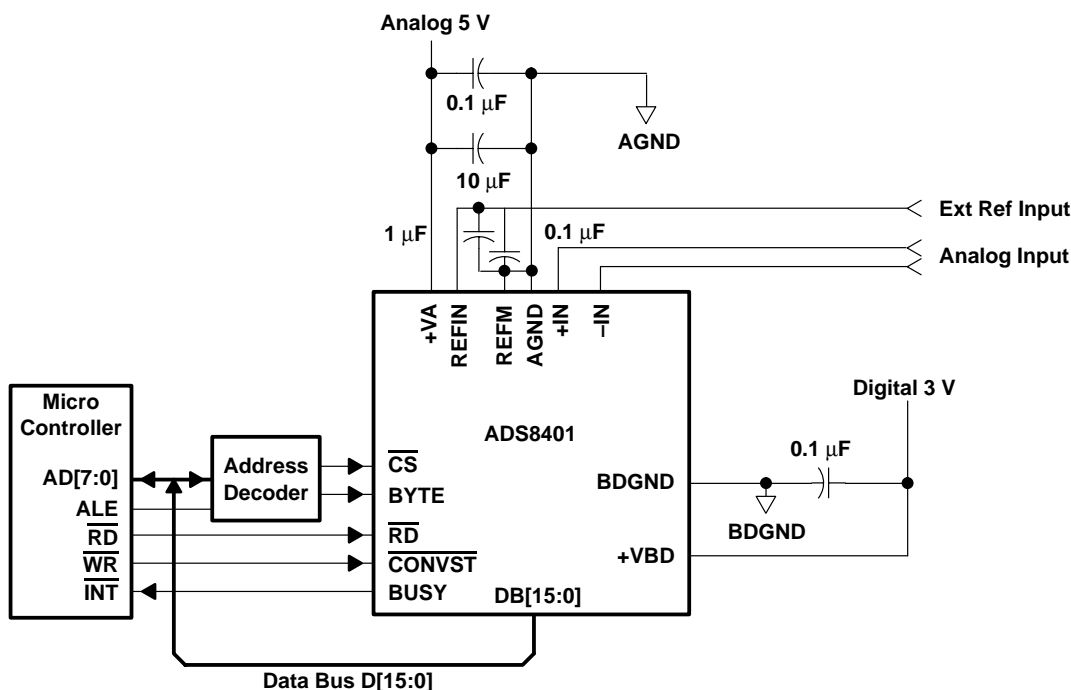 Analog 5 V
0.1 μF
AGND
10 μF
Ext Ref Input
1 μF
0.1 μF
Analog Input
+VA
REFIN
REFM
AGND
+IN
−IN
Micro
Controller
Digital 3 V
ADS8401
0.1 μF
AD[7:0]
Address
Decoder
CS
BYTE
BDGND
ALE
RD
RD
BDGND
WR
CONVST
+VBD
INT
BUSY
DB[15:0]
Data Bus D[15:0]